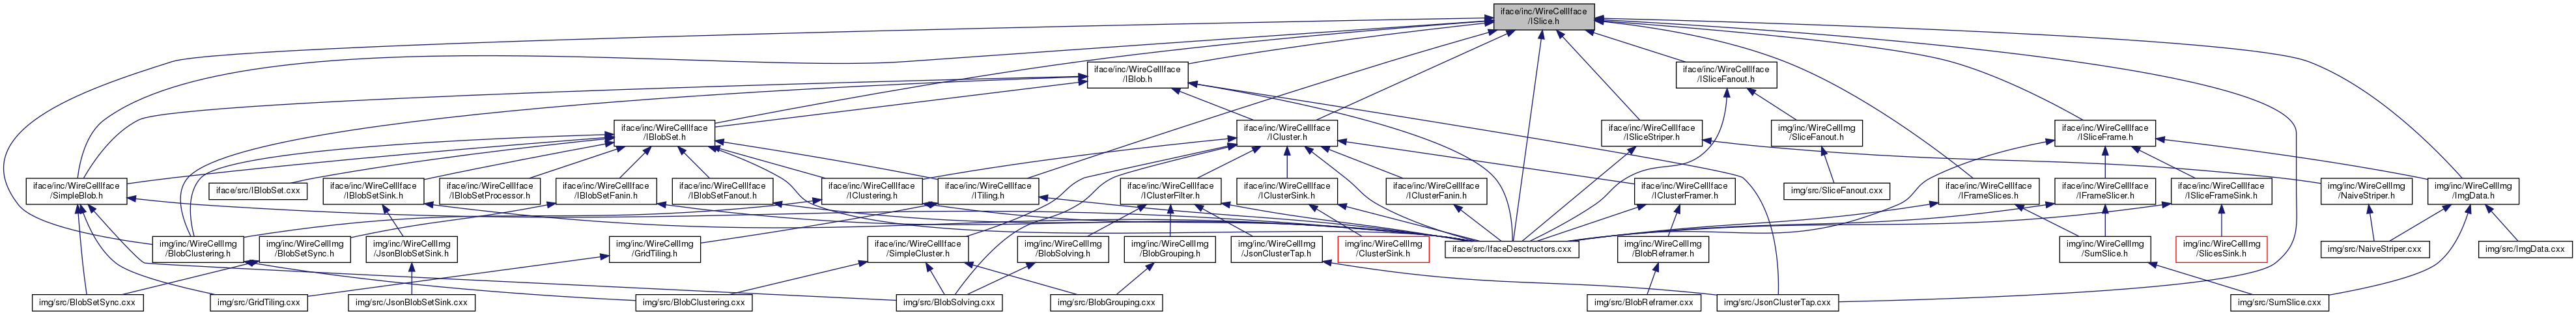 iface/inc/WireCellIface
/ISlice.h
iface/inc/WireCellIface
/IBlob.h
iface/inc/WireCellIface
/ISliceFanout.h
iface/inc/WireCellIface
/IBlobSet.h
iface/inc/WireCellIface
/ICluster.h
iface/inc/WireCellIface
/ISliceStriper.h
img/inc/WireCellImg
/SliceFanout.h
iface/inc/WireCellIface
/ISliceFrame.h
iface/inc/WireCellIface
/SimpleBlob.h
iface/src/IBlobSet.cxx
iface/inc/WireCellIface
/IBlobSetSink.h
iface/inc/WireCellIface
/IBlobSetProcessor.h
iface/inc/WireCellIface
/IBlobSetFanin.h
iface/inc/WireCellIface
/IBlobSetFanout.h
iface/inc/WireCellIface
/IClustering.h
iface/inc/WireCellIface
/ITiling.h
iface/inc/WireCellIface
/IClusterFilter.h
iface/inc/WireCellIface
/IClusterSink.h
iface/inc/WireCellIface
/IClusterFanin.h
iface/inc/WireCellIface
/IClusterFramer.h
img/src/SliceFanout.cxx
iface/inc/WireCellIface
/IFrameSlices.h
iface/inc/WireCellIface
/IFrameSlicer.h
iface/inc/WireCellIface
/ISliceFrameSink.h
img/inc/WireCellImg
/NaiveStriper.h
img/inc/WireCellImg
/ImgData.h
img/inc/WireCellImg
/BlobClustering.h
img/inc/WireCellImg
/BlobSetSync.h
img/inc/WireCellImg
/JsonBlobSetSink.h
img/inc/WireCellImg
/GridTiling.h
iface/inc/WireCellIface
/SimpleCluster.h
img/inc/WireCellImg
/BlobSolving.h
img/inc/WireCellImg
/BlobGrouping.h
img/inc/WireCellImg
/JsonClusterTap.h
img/inc/WireCellImg
/ClusterSink.h
iface/src/IfaceDesctructors.cxx
img/inc/WireCellImg
/BlobReframer.h
img/inc/WireCellImg
/SumSlice.h
img/inc/WireCellImg
/SlicesSink.h
img/src/NaiveStriper.cxx
img/src/ImgData.cxx
img/src/BlobSetSync.cxx
img/src/GridTiling.cxx
img/src/JsonBlobSetSink.cxx
img/src/BlobClustering.cxx
img/src/BlobSolving.cxx
img/src/BlobGrouping.cxx
img/src/BlobReframer.cxx
img/src/JsonClusterTap.cxx
img/src/SumSlice.cxx